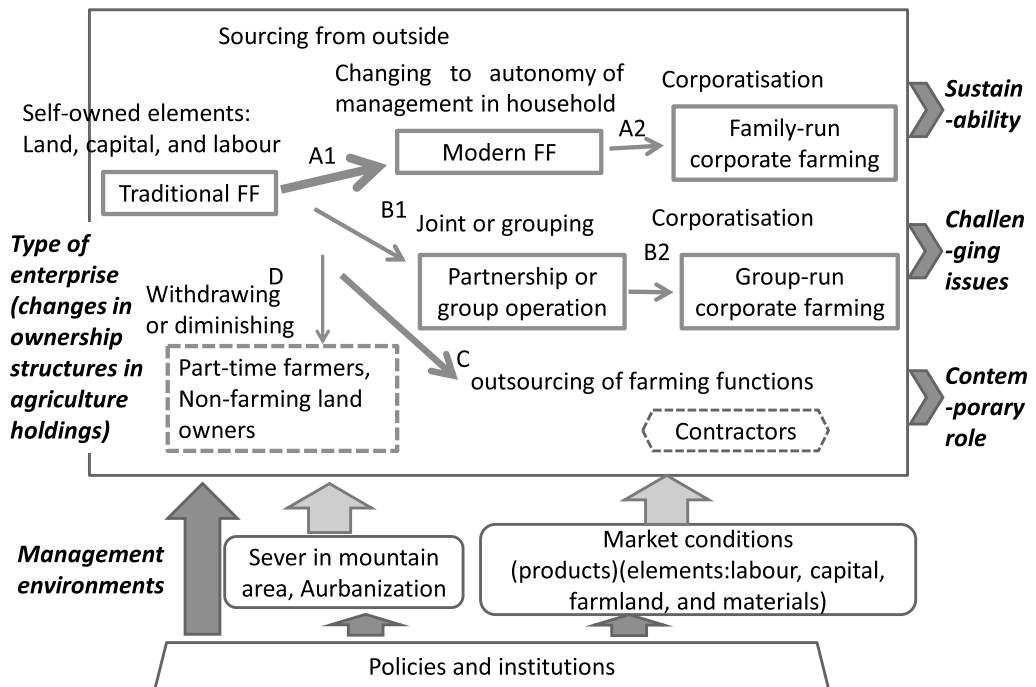 Sourcing from outside
Changing to autonomy of
management in household
Corporatisation
Self-owned elements:
Land, capital, and labour
A1
A2
Traditional FF
Modern FF
Family-run
corporate farming
B1
Joint or grouping
Corporatisation
B2
Partnership or
group operation
Group-run
corporate farming
D
Withdrawing
or diminishing
Part-time farmers,
Non-farming land
owners
C
outsourcing of farming functions
Contractors
Type of
enterprise
(changes in
ownership
structures in
agriculture
holdings)
Sustain
-ability
Challen
-ging
issues
Contem
-porary
role
Management
environments
Sever in mountain
area, Aurbanization
Market conditions
(products)(elements:labour, capital,
farmland, and materials)
Policies and institutions